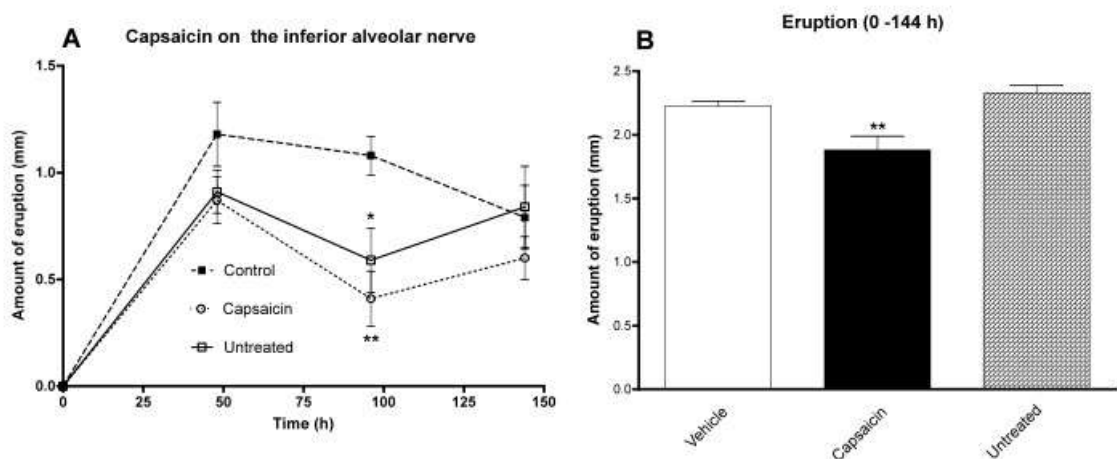 A
Capsaicin on the inferior alveolar nerve
Amount of eruption (mm)
1.5
1.0
0.5
0.0
*
**
Control
Capsaicin
Untreated
0
25
50
75
100
125
150
Time (h)
B
Eruption (0 -144 h)
Amount of eruption (mm)
2.5
2.0
1.5
1.0
0.5
0.0
**
Vehicle
Capsaicin
Untreated